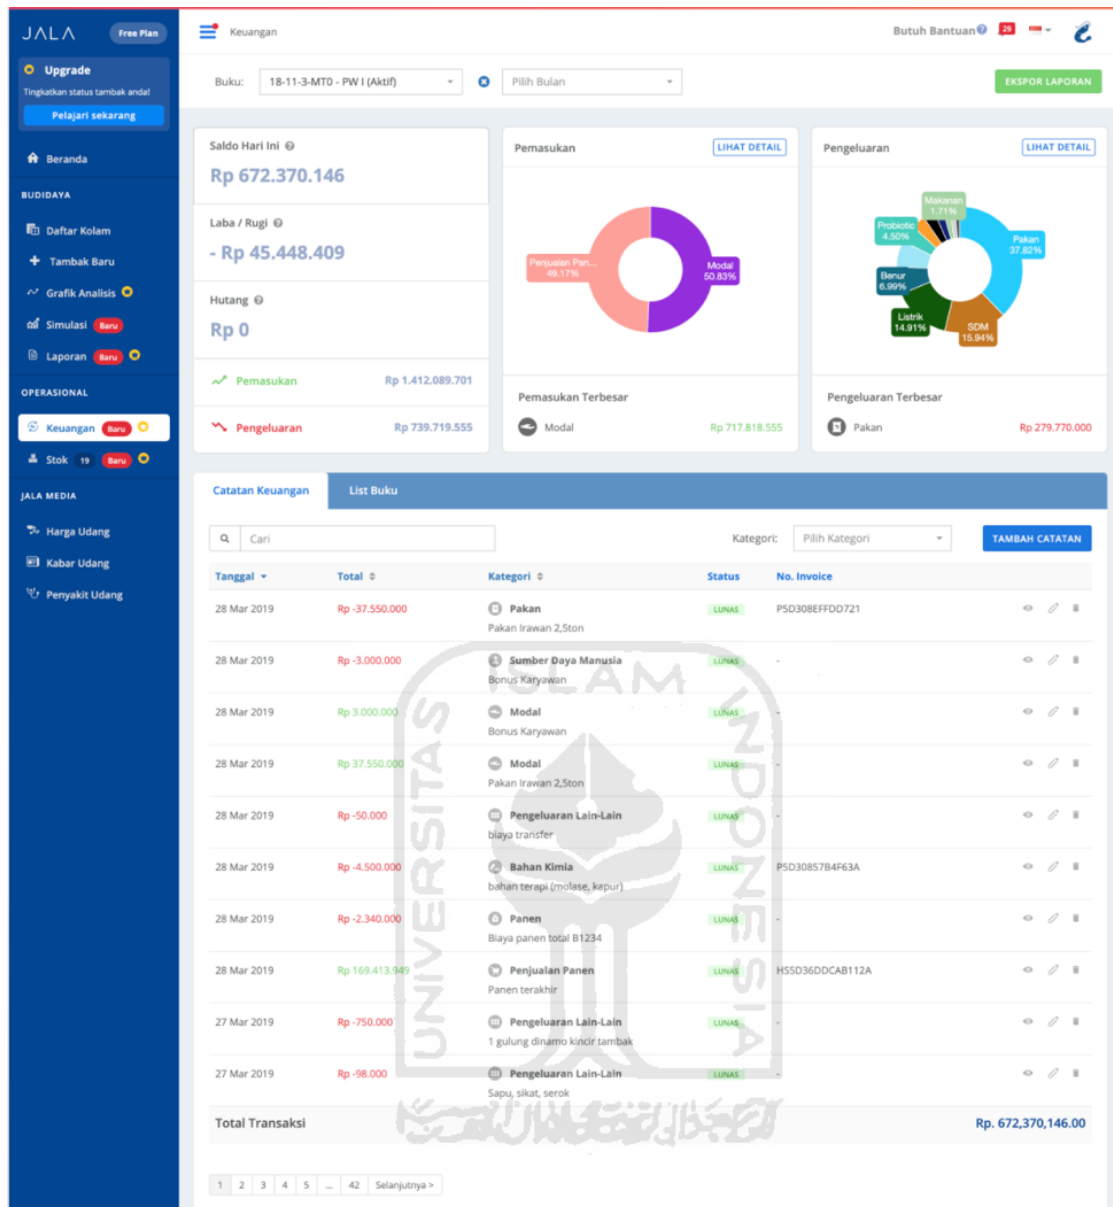 JALA
Free Plan
Keuangan
Butuh Bantuan
29
Upgrade
Tingkatkan status tambak anda!
Pelajari sekarang
Buku:
18-11-3-MT0 - PW I (Aktif)
Pilih Bulan
EKSPOR LAPORAN
Beranda
BUDIDAYA
Daftar Kolam
Tambak Baru
Grafik Analisis
Simulasi Baru
Laporan Baru
OPERASIONAL
Keuangan Baru
Stok 19 Baru
JALA MEDIA
Harga Udang
Kabar Udang
Penyakit Udang
Saldo Hari Ini
Rp 672.370.146
Laba / Rugi
- Rp 45.448.409
Hutang
Rp 0
Pemasukan Rp 1.412.089.701
Pengeluaran Rp 739.719.555
Pemasukan
LIHAT DETAIL
Penjualan Pan...
49.17%
Modal
50.83%
Pemasukan Terbesar
Modal Rp 717.818.555
Pengeluaran
LIHAT DETAIL
Makanan
1.71%
Probiotic
4.50%
Pakan
37.82%
Benur
6.99%
Listrik
14.91%
SDM
15.94%
Pengeluaran Terbesar
Pakan Rp 279.770.000
Catatan Keuangan List Buku
Cari
Kategori: Pilih Kategori
TAMBAH CATATAN
Tanggal Total Kategori Status No. Invoice
28 Mar 2019 Rp -37.550.000 Pakan LUNAS P5D308EFFDD721
Pakan Irawan 2,5ton
28 Mar 2019 Rp -3.000.000 Sumber Daya Manusia LUNAS -
Bonus Karyawan
28 Mar 2019 Rp 3.000.000 Modal LUNAS -
Bonus Karyawan
28 Mar 2019 Rp 37.550.000 Modal LUNAS -
Pakan Irawan 2,5ton
28 Mar 2019 Rp -50.000 Pengeluaran Lain-Lain LUNAS -
biaya transfer
28 Mar 2019 Rp -4.500.000 Bahan Kimia LUNAS P5D30857B4F63A
bahan terapi (molase, kapur)
28 Mar 2019 Rp -2.340.000 Panen LUNAS -
Biaya panen total B1234
28 Mar 2019 Rp 169.413.949 Penjualan Panen LUNAS HS5D36DDCAB112A
Panen terakhir
27 Mar 2019 Rp -750.000 Pengeluaran Lain-Lain LUNAS -
1 gulung dinamo kincir tambak
27 Mar 2019 Rp -98.000 Pengeluaran Lain-Lain LUNAS -
Sapu, sikat, serok
Total Transaksi Rp. 672,370,146.00
1 2 3 4 5 ... 42 Selanjutnya >
UNIVERSITAS
ISLAM
INDONESIA